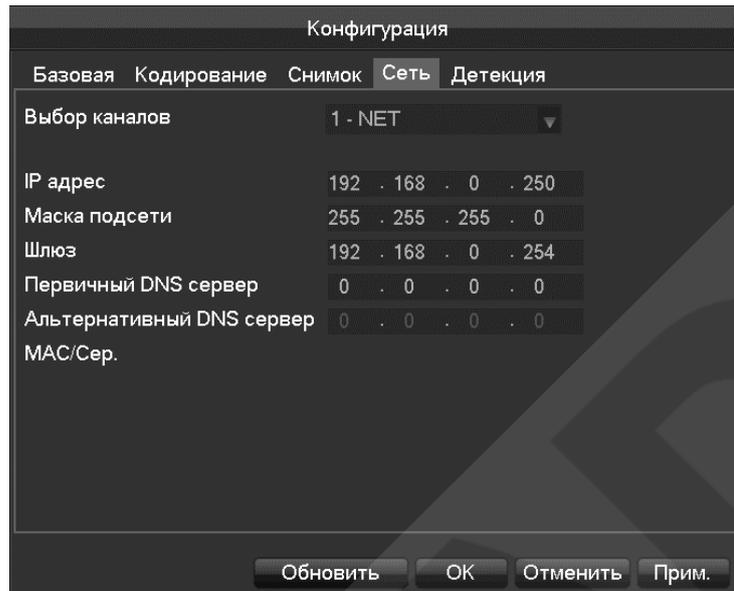 Конфигурация
Базовая Кодирование Снимок Сеть Детекция
Выбор каналов 1 - NET
IP адрес 192 . 168 . 0 . 250
Маска подсети 255 . 255 . 255 . 0
Шлюз 192 . 168 . 0 . 254
Первичный DNS сервер 0 . 0 . 0 . 0
Альтернативный DNS сервер 0 . 0 . 0 . 0
MAC/Сер.
Обновить OK Отменить Прим.